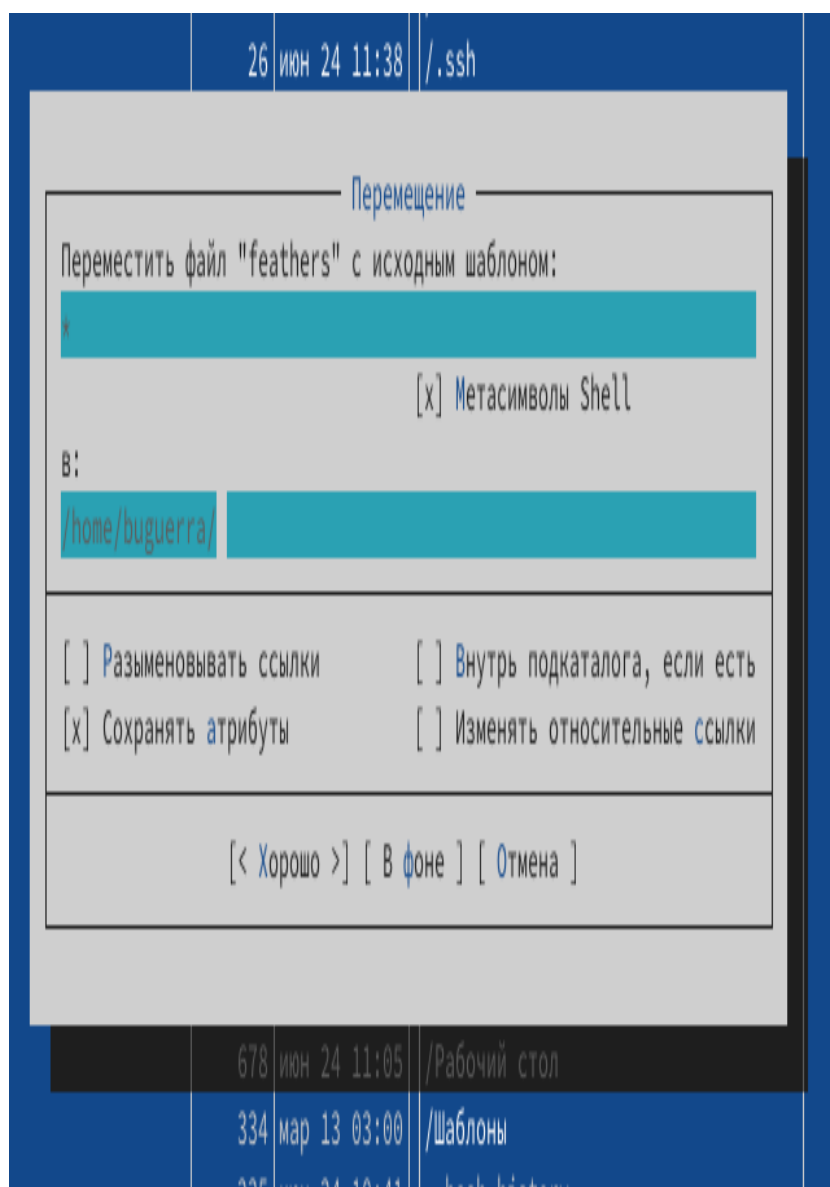 26 июн 24 11:38 /.ssh
Перемещение
Переместить файл "feathers" с исходным шаблоном:
*
[x] Метасимволы Shell
в:
/home/buguerra/
[ ] Разыменовывать ссылки [ ] Внутрь подкаталога, если есть
[x] Сохранять атрибуты [ ] Изменять относительные ссылки
[< Хорошо >] [ В фоне ] [ Отмена ]
678 июн 24 11:05 /Рабочий стол
334 мар 13 03:00 /Шаблоны